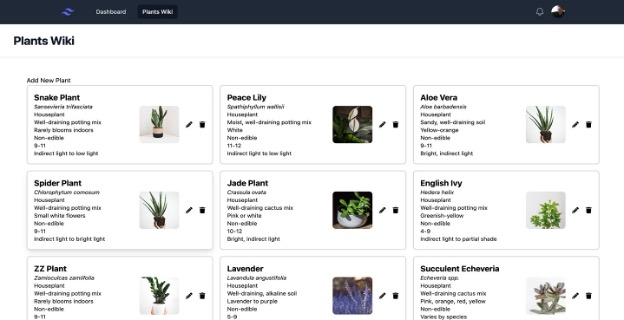 Dashboard
Plants Wiki
Plants Wiki
Add New Plant
Snake Plant
Sansevieria trifasciata
Houseplant
Well-draining potting mix
Rarely blooms indoors
Non-edible
9-11
Indirect light to low light
Peace Lily
Spathiphyllum wallisii
Houseplant
Moist, well-draining potting mix
White
Non-edible
11-12
Indirect light to low light
Aloe Vera
Aloe barbadensis
Houseplant
Sandy, well-draining soil
Yellow-orange
Non-edible
9-11
Bright, indirect light
Spider Plant
Chlorophytum comosum
Houseplant
Well-draining potting mix
Small white flowers
Non-edible
9-11
Indirect light to bright light
Jade Plant
Crassula ovata
Houseplant
Well-draining cactus mix
Pink or white
Non-edible
10-12
Bright, indirect light
English Ivy
Hedera helix
Houseplant
Well-draining potting mix
Greenish-yellow
Non-edible
4-9
Indirect light to partial shade
ZZ Plant
Zamioculcas zamiifolia
Houseplant
Well-draining potting mix
Rarely blooms indoors
Non-edible
9-11
Lavender
Lavandula angustifolia
Houseplant
Well-draining, alkaline soil
Lavender to purple
Non-edible
5-9
Succulent Echeveria
Echeveria spp.
Houseplant
Well-draining cactus mix
Pink, orange, red, yellow
Non-edible
Varies by species